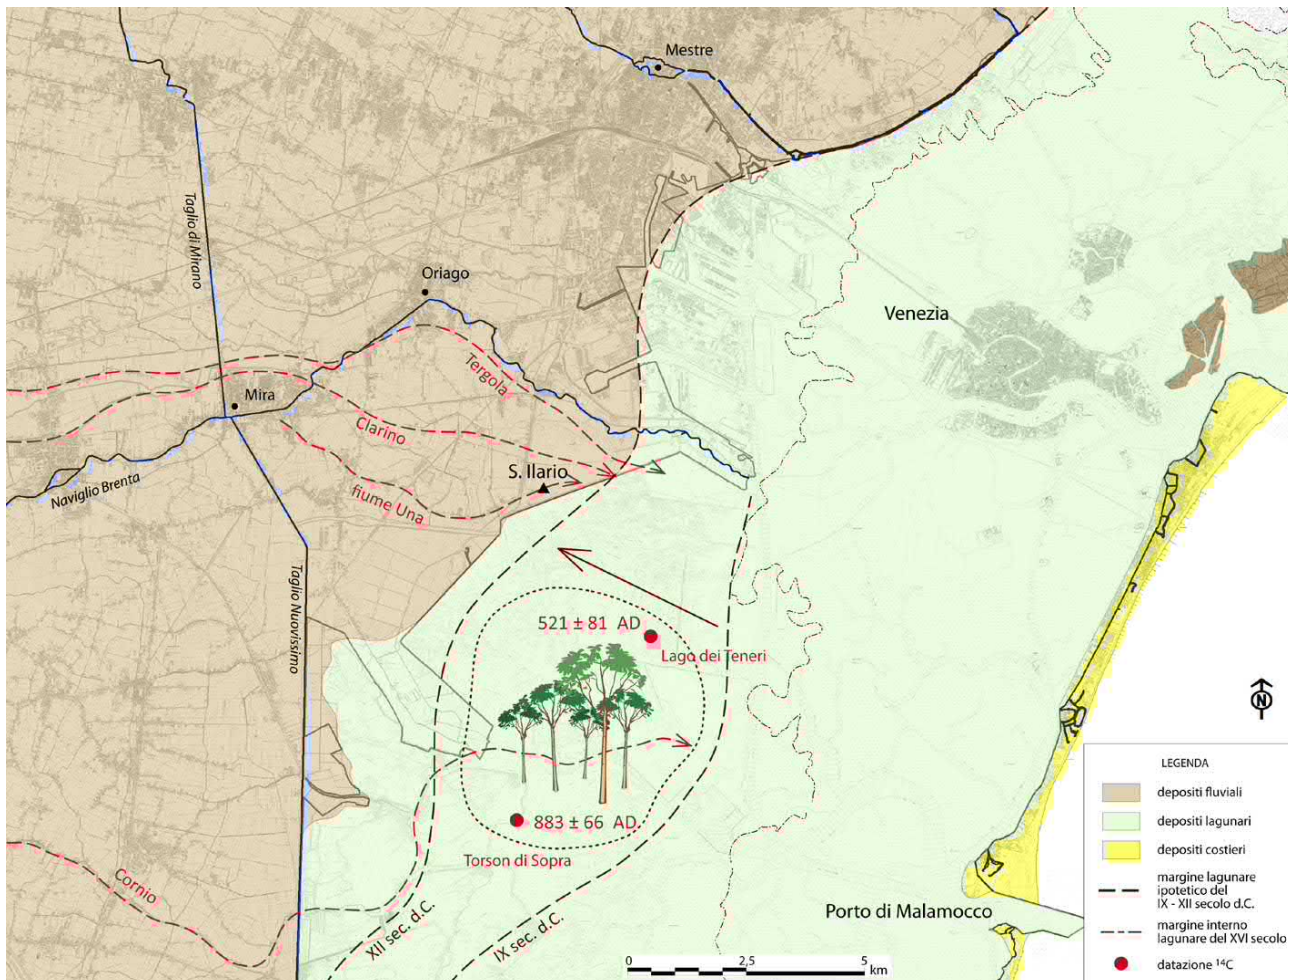 Mestre
Taglio di Mirano
Oriago
Venezia
Tergola
Mira
Clarino
S. Ilario
Naviglio Brenta
fiume Una
Taglio Nuovissimo
521 ± 81 AD
Lago dei Teneri
N
883 ± 66 AD
Torson di Sopra
Cornio
XII sec. d.C.
IX sec. d.C.
Porto di Malamocco
0 2,5 5
km
LEGENDA
depositi fluviali
depositi lagunari
depositi costieri
margine lagunare
ipotetico del
IX - XII secolo d.C.
margine interno
lagunare del XVI secolo
datazione ¹⁴C